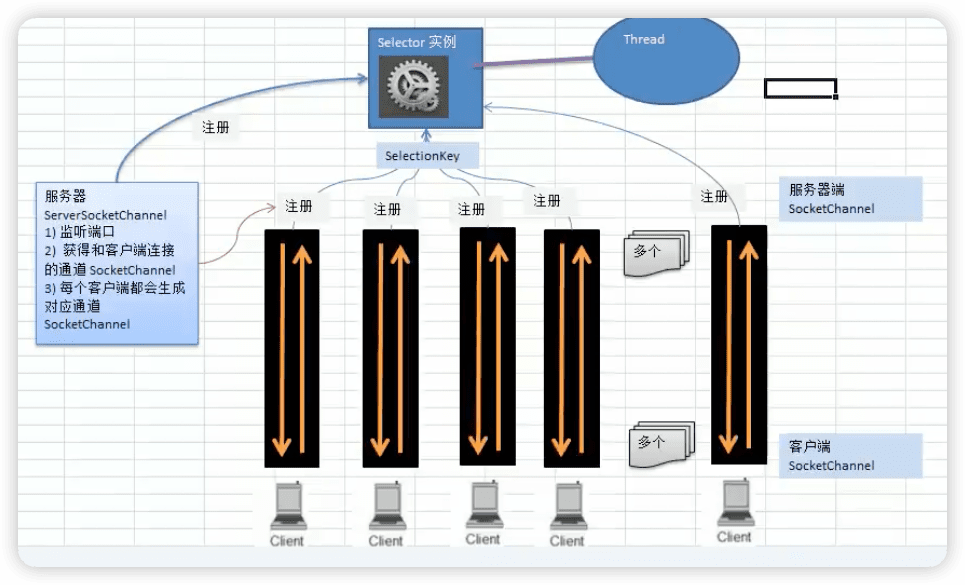 Selector 实例
Thread
注册
SelectionKey
服务器
ServerSocketChannel
1) 监听端口
2) 获得和客户端连接
的通道 SocketChannel
3) 每个客户端都会生成
对应通道
SocketChannel
注册
注册
注册
注册
注册
服务器端
SocketChannel
多个
多个
客户端
SocketChannel
Client
Client
Client
Client
Client